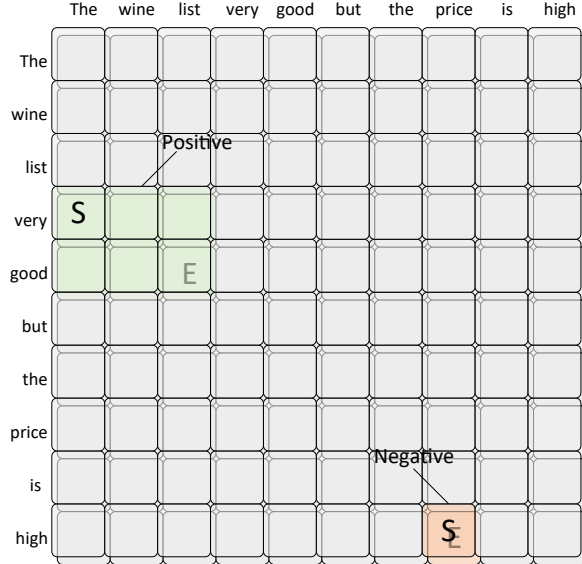 The wine list very good but the price is high
The
wine
Positive
list
very S
good E
but
the
price
Negative
is
high S E